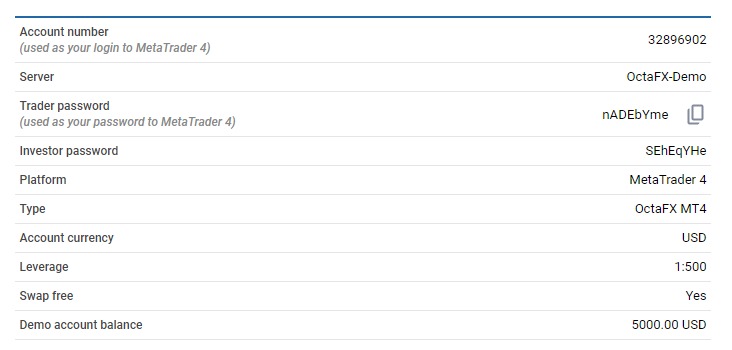 Account number
(used as your login to MetaTrader 4)
32896902
Server OctaFX-Demo
Trader password
(used as your password to MetaTrader 4)
nADEbYme
Investor password SEhEqYHe
Platform MetaTrader 4
Type OctaFX MT4
Account currency USD
Leverage 1:500
Swap free Yes
Demo account balance 5000.00 USD